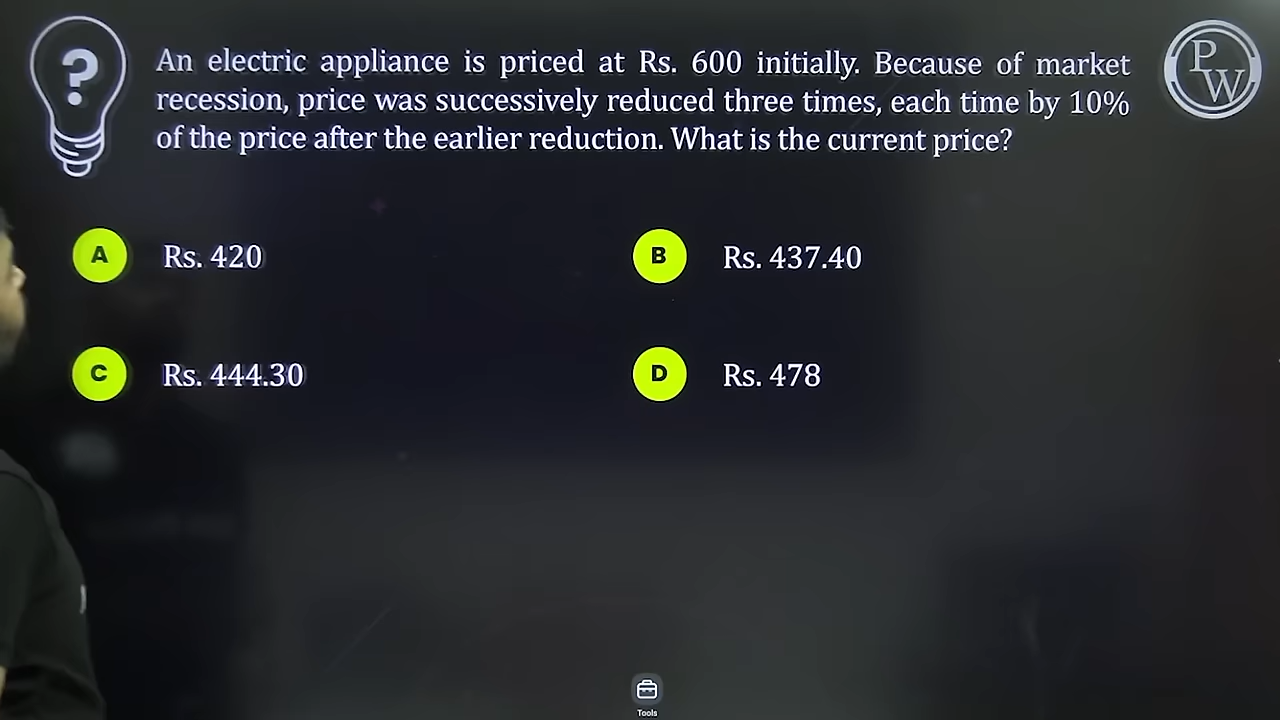 An electric appliance is priced at Rs. 600 initially. Because of market
recession, price was successively reduced three times, each time by 10%
of the price after the earlier reduction. What is the current price?
?
PW
A Rs. 420
B Rs. 437.40
C Rs. 444.30
D Rs. 478
Tools